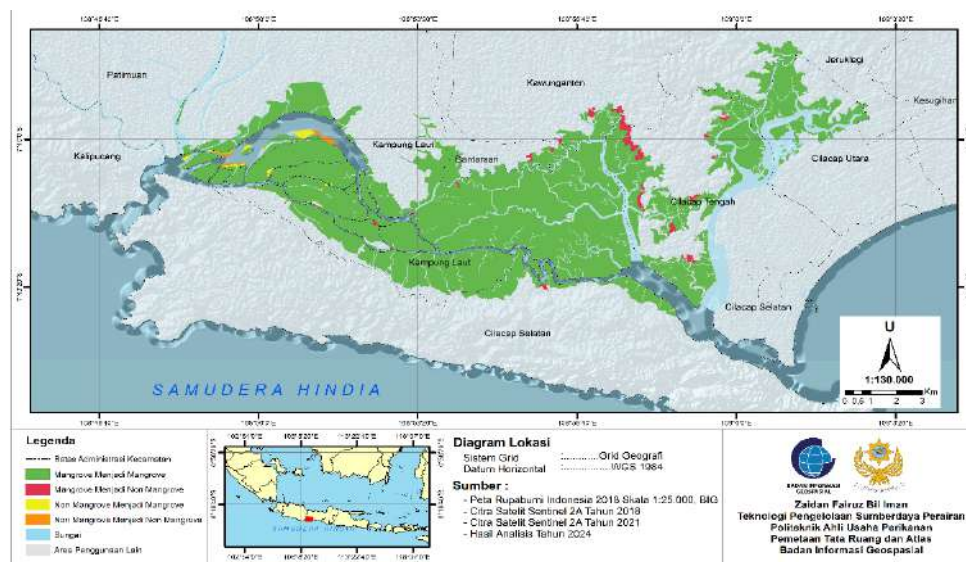 Patimuan
Kawunganten
Jeruklegi
Kesugihan
Kalipucang
Kampung Laut
Bantarsari
Cilacap Utara
Cilacap Tengah
Kampung Laut
Cilacap Selatan
Cilacap Selatan
SAMUDERA HINDIA
U
1:130.000
0 0.6 1 2 3
Km
Legenda
Batas Administrasi Kecamatan
Mangrove Menjadi Mangrove
Mangrove Menjadi Non Mangrove
Non Mangrove Menjadi Mangrove
Non Mangrove Menjadi Non Mangrove
Sungai
Area Penggunaan Lain
Diagram Lokasi
Sistem Grid :............Grid Geografi
Datum Horizontal :...............WGS 1984
Sumber :
- Peta Rupabumi Indonesia 2018 Skala 1:25.000, BIG
- Citra Satelit Sentinel 2A Tahun 2018
- Citra Satelit Sentinel 2A Tahun 2021
- Hasil Analisis Tahun 2024
BADAN INFORMASI
GEOSPASIAL
Zaidan Fairuz Bil Iman
Teknologi Pengelolaan Sumberdaya Perairan
Politeknik Ahli Usaha Perikanan
Pemetaan Tata Ruang dan Atlas
Badan Informasi Geospasial